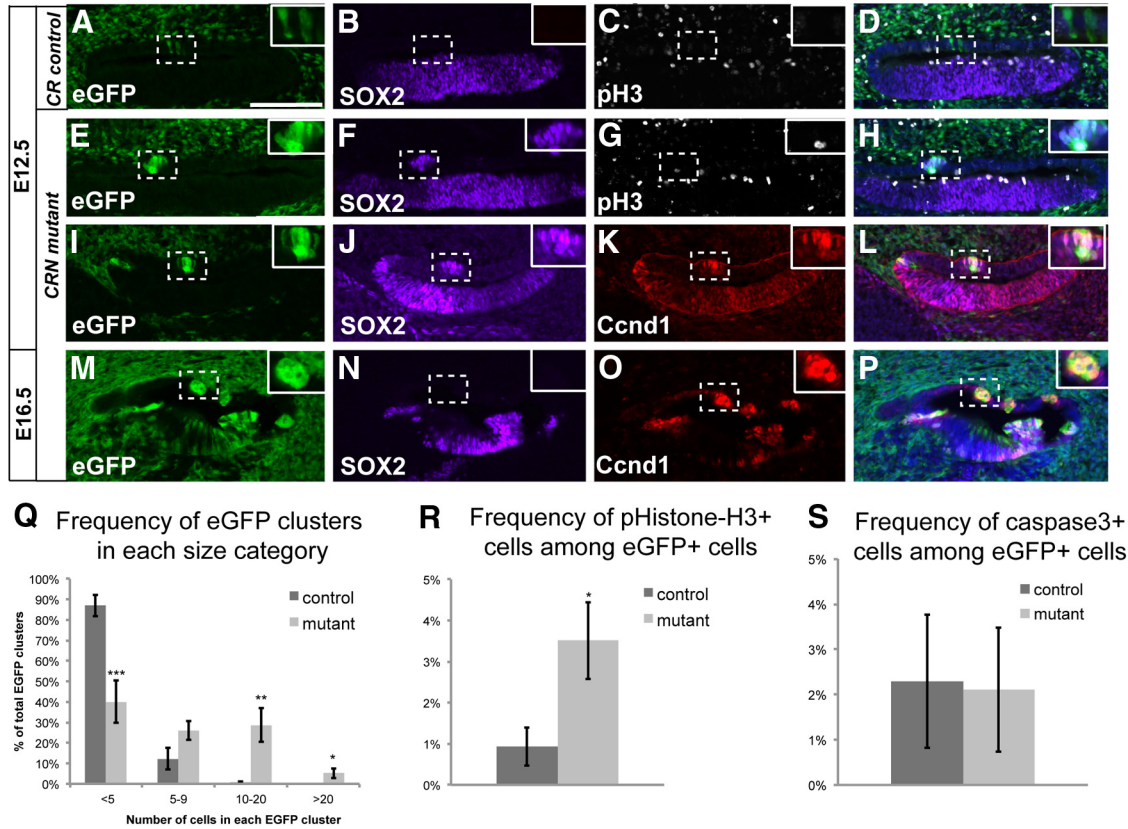 A
B
C
D
CR control
eGFP
SOX2
pH3
E12.5
E
F
G
H
CRN mutant
eGFP
SOX2
pH3
I
J
K
L
eGFP
SOX2
Ccnd1
E16.5
M
N
O
P
eGFP
SOX2
Ccnd1
Q
Frequency of eGFP clusters
in each size category
100%
90%
80%
70%
60%
50%
40%
30%
20%
10%
0%
% of total EGFP clusters
control
mutant
***
**
*
<5
5-9
10-20
>20
Number of cells in each EGFP cluster
R
Frequency of pHistone-H3+
cells among eGFP+ cells
5%
4%
3%
2%
1%
0%
*
control
mutant
S
Frequency of caspase3+
cells among eGFP+ cells
5%
4%
3%
2%
1%
0%
control
mutant